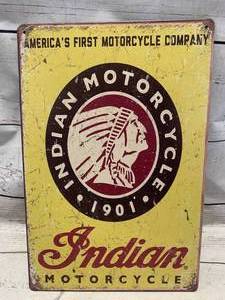 AMERICA'S FIRST MOTORCYCLE COMPANY
INDIAN MOTORCYCLE
• 1901 •
Indian
MOTORCYCLE